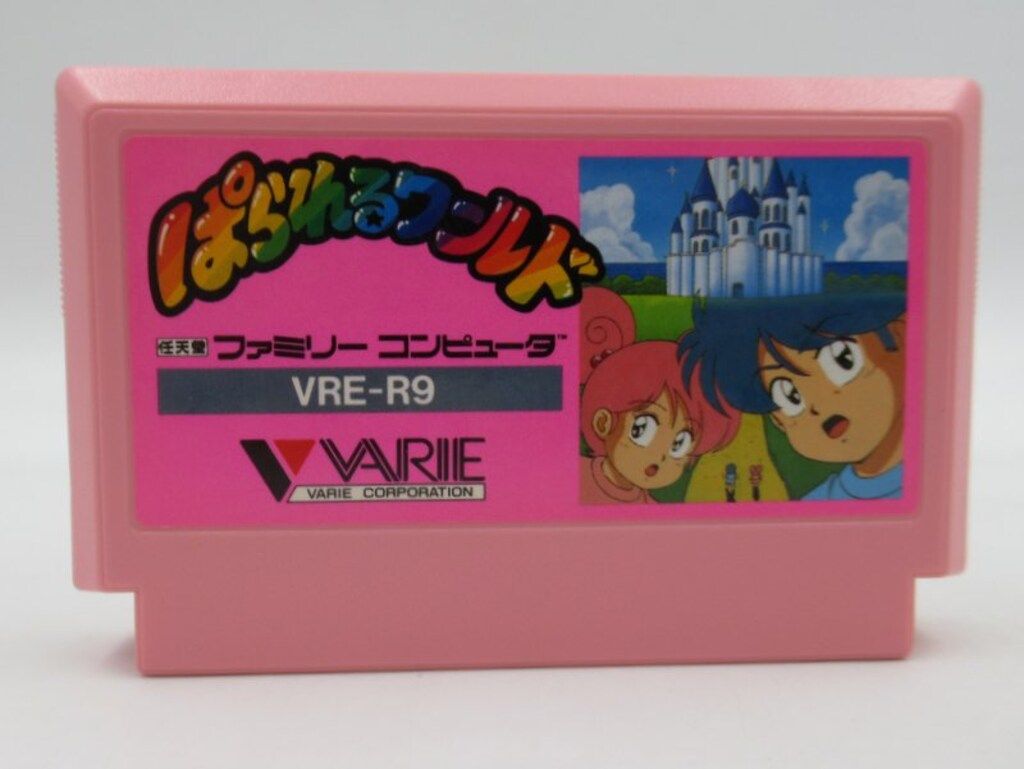 ぱられるワールド
任天堂 ファミリー コンピュータ™
VRE-R9
VARIE
VARIE CORPORATION